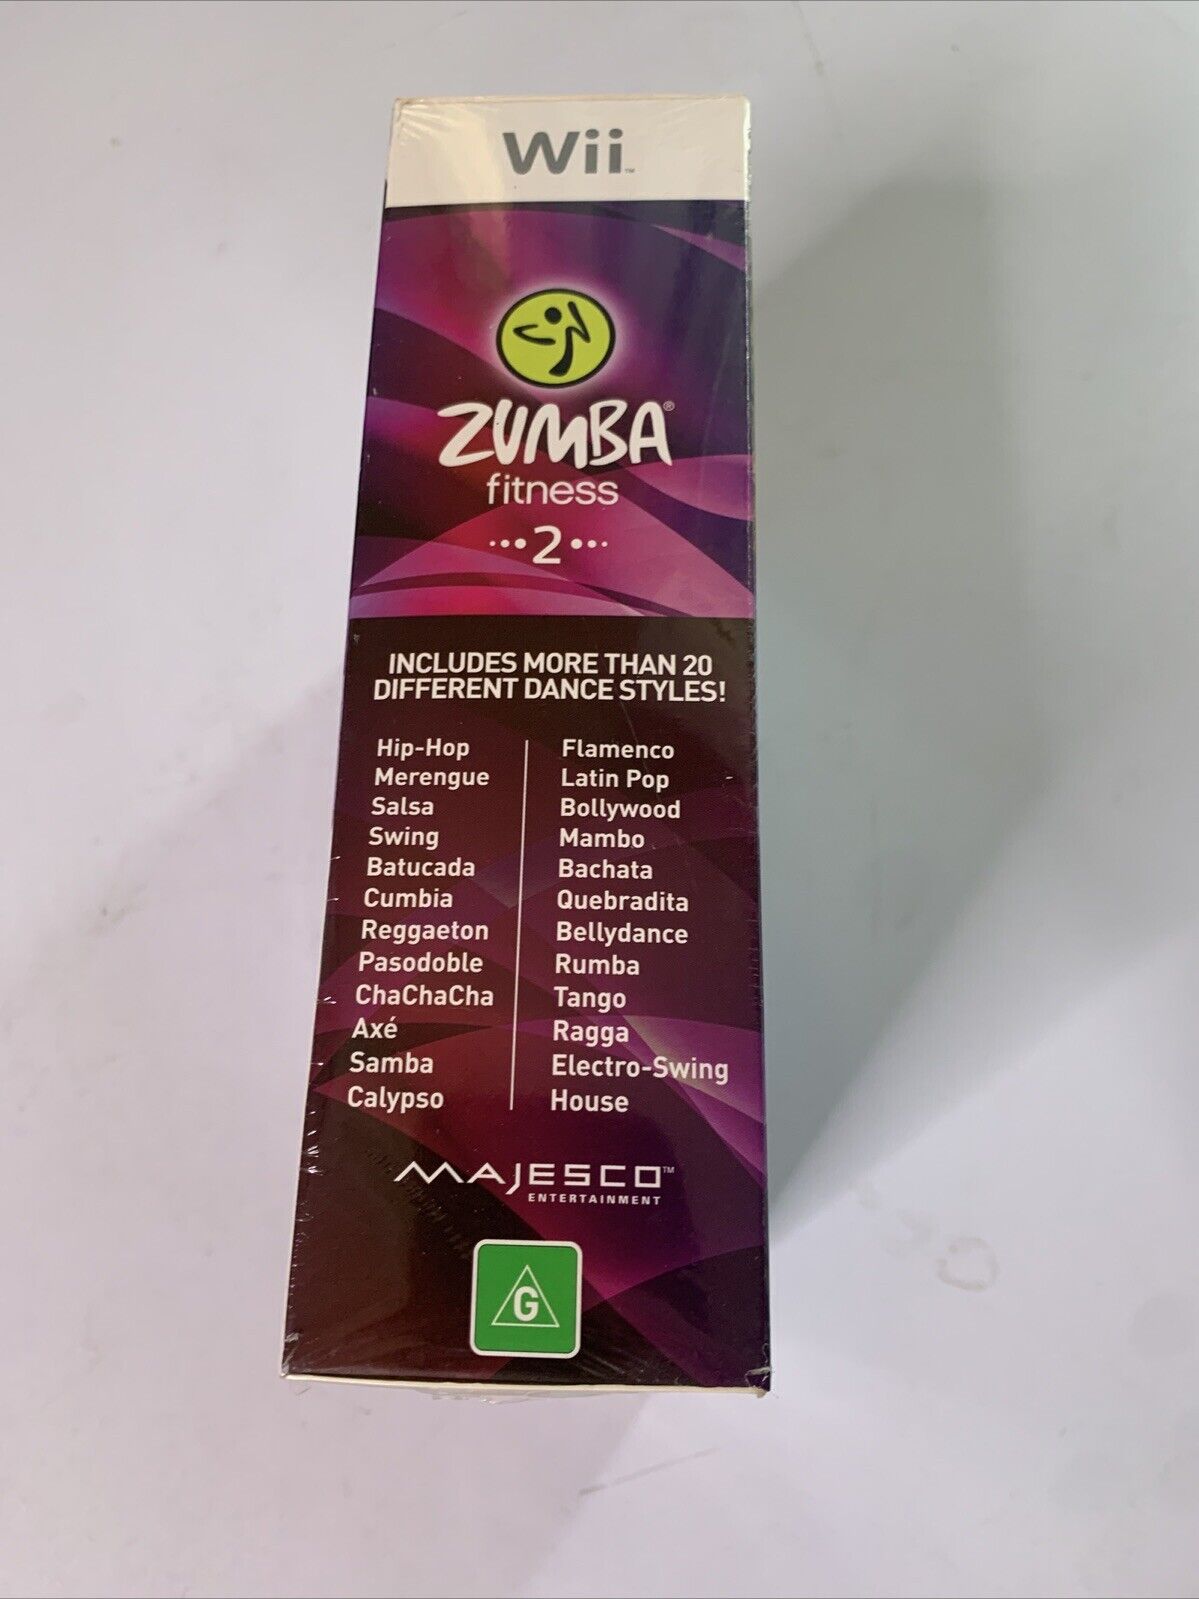 Wii™
ZUMBA®
fitness
2
INCLUDES MORE THAN 20
DIFFERENT DANCE STYLES!
Hip-Hop
Merengue
Salsa
Swing
Batucada
Cumbia
Reggaeton
Pasodoble
ChaChaCha
Axé
Samba
Calypso
Flamenco
Latin Pop
Bollywood
Mambo
Bachata
Quebradita
Bellydance
Rumba
Tango
Ragga
Electro-Swing
House
MAJESCO™
ENTERTAINMENT
G